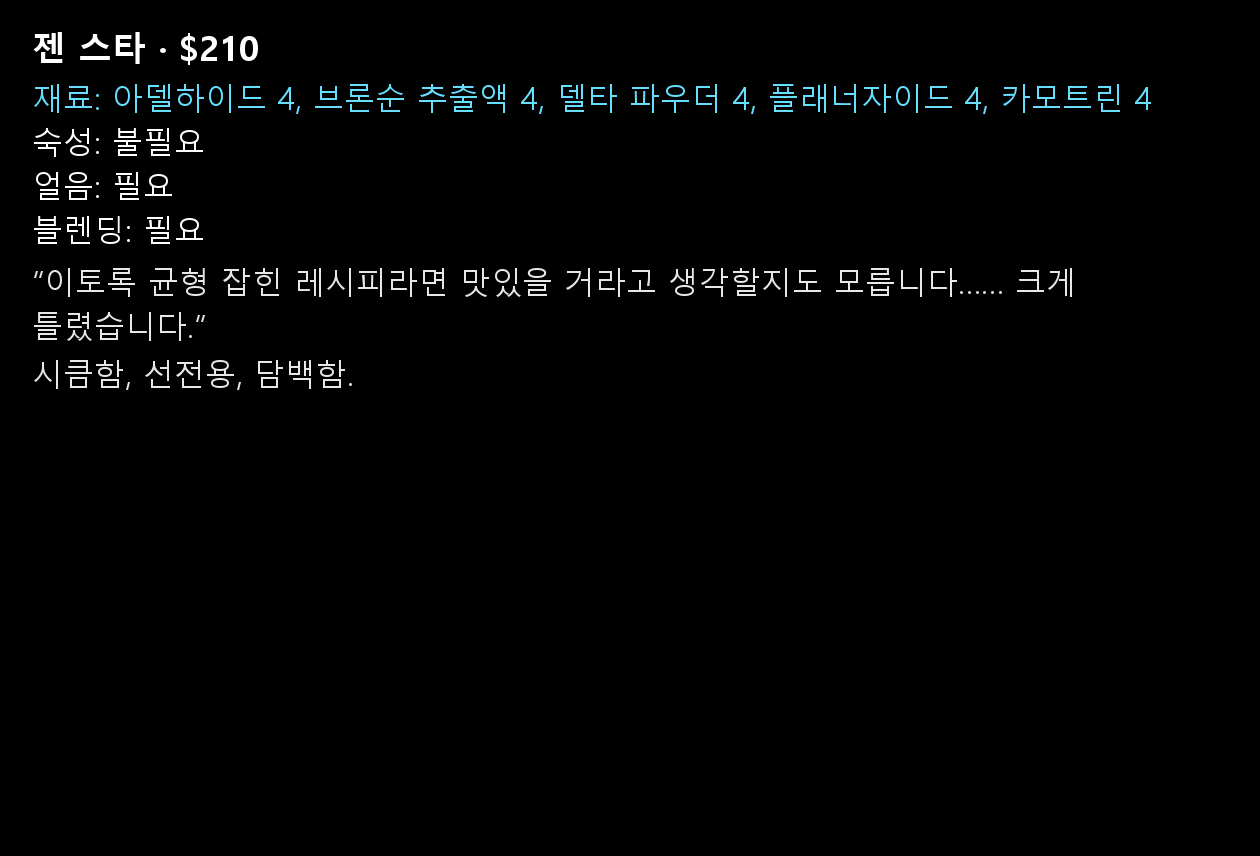 젠 스타 · $210
재료: 아델하이드 4, 브론순 추출액 4, 델타 파우더 4, 플래너자이드 4, 카모트린 4
숙성: 불필요
얼음: 필요
블렌딩: 필요
“이토록 균형 잡힌 레시피라면 맛있을 거라고 생각할지도 모릅니다…… 크게
틀렸습니다.”
시큼함, 선전용, 담백함.